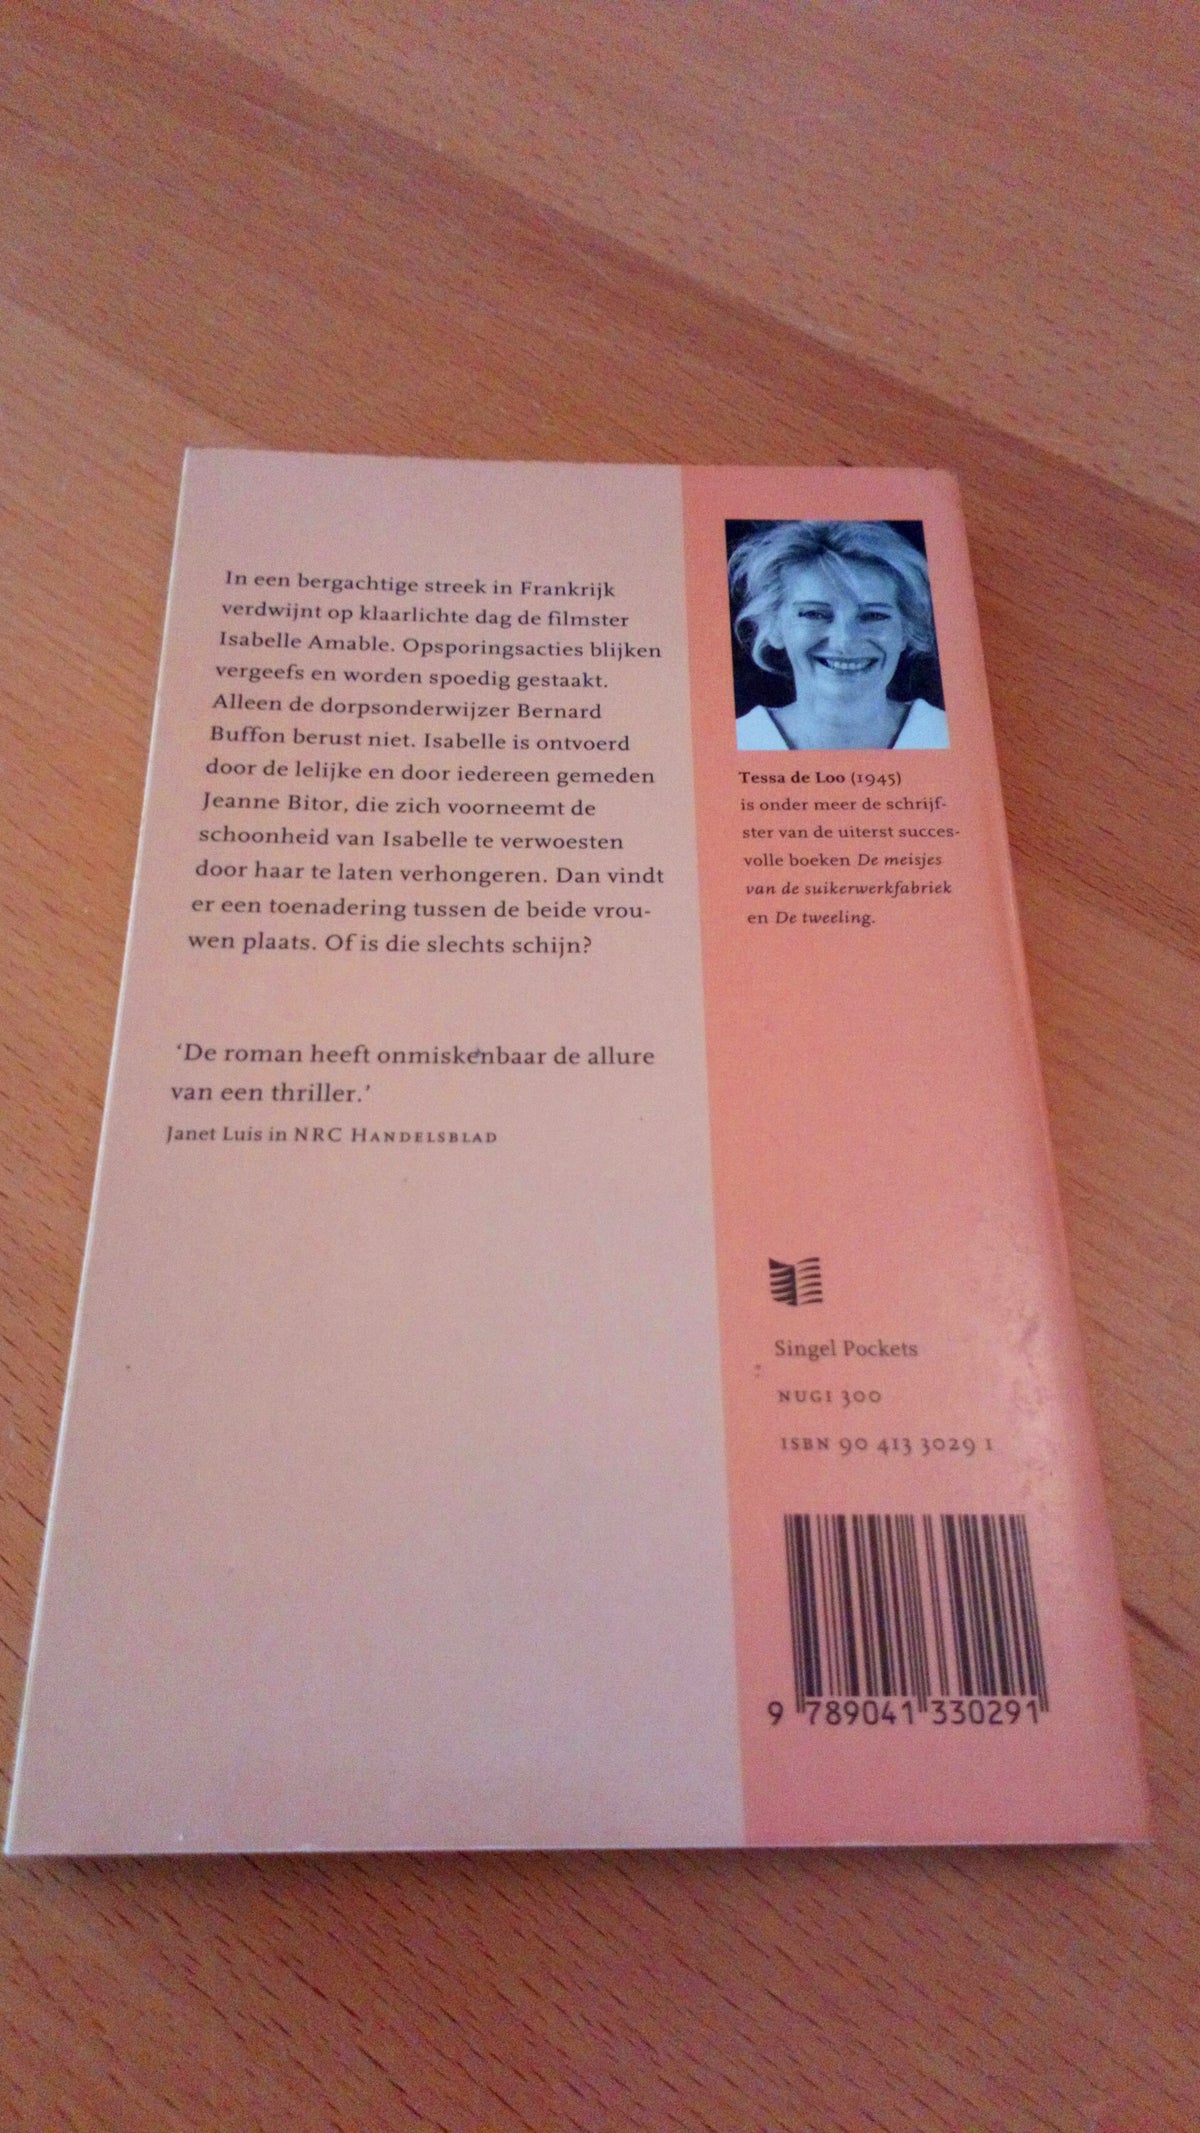 In een bergachtige streek in Frankrijk
verdwijnt op klaarlichte dag de filmster
Isabelle Amable. Opsporingsacties blijken
vergeefs en worden spoedig gestaakt.
Alleen de dorpsonderwijzer Bernard
Buffon berust niet. Isabelle is ontvoerd
door de lelijke en door iedereen gemeden
Jeanne Bitor, die zich voorneemt de
schoonheid van Isabelle te verwoesten
door haar te laten verhongeren. Dan vindt
er een toenadering tussen de beide vrou-
wen plaats. Of is die slechts schijn?
‘De roman heeft onmiskenbaar de allure
van een thriller.’
Janet Luis in NRC HANDELSBLAD
Tessa de Loo (1945)
is onder meer de schrijf-
ster van de uiterst succes-
volle boeken De meisjes
van de suikerwerkfabriek
en De tweeling.
Singel Pockets
NUGI 300
ISBN 90 413 3029 1
9 789041 330291